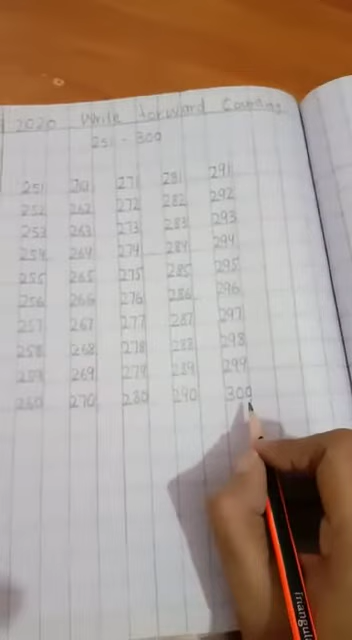 2020 Write forward Counting
251 - 300
251 261 271 281 291
252 262 272 282 292
253 263 273 283 293
254 264 274 284 294
255 265 275 285 295
256 266 276 286 296
257 267 277 287 297
258 268 278 288 298
259 269 279 289 299
260 270 280 290 300